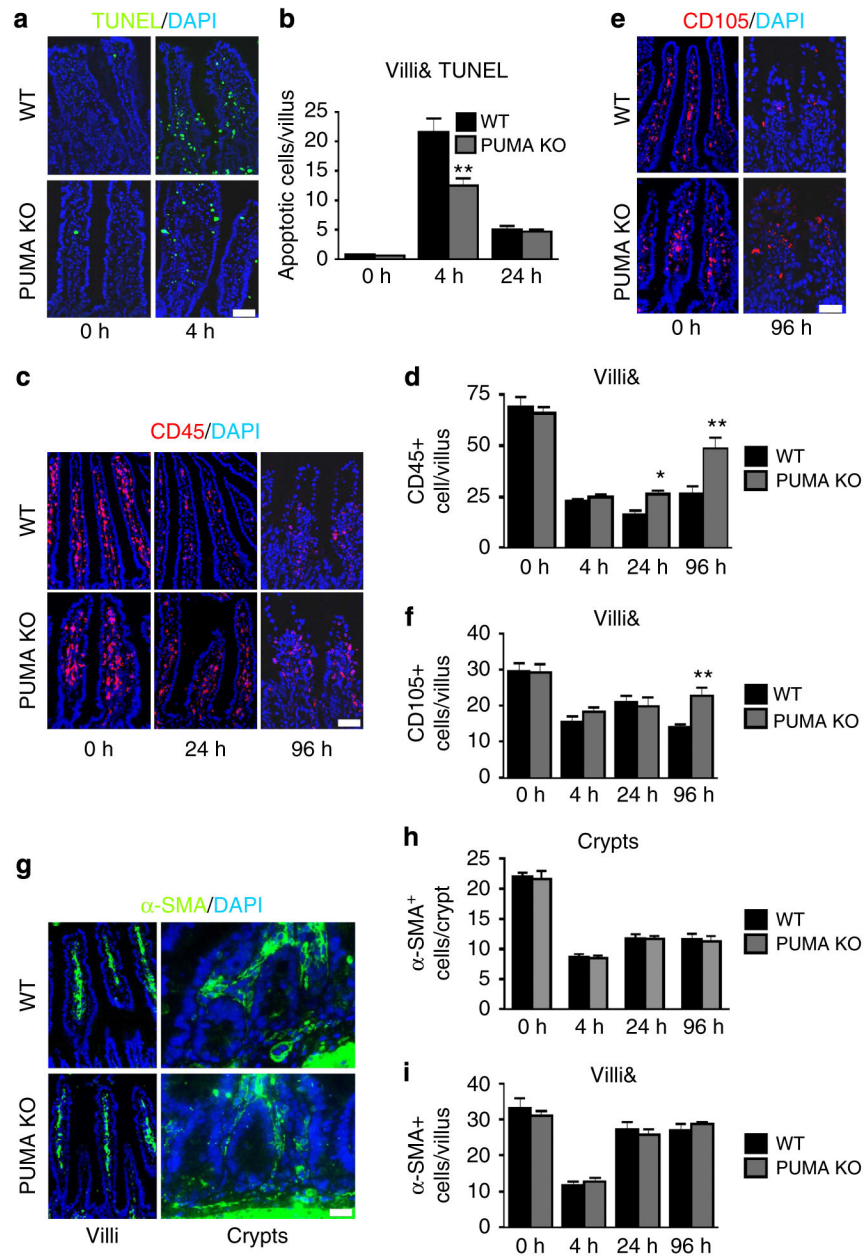 a
TUNEL/DAPI
WT
PUMA KO
0 h 4 h
b
Villi& TUNEL
Apoptotic cells/villus
25
20
15
10
5
0
WT
PUMA KO
**
0 h 4 h 24 h
e
CD105/DAPI
WT
PUMA KO
0 h 96 h
c
CD45/DAPI
WT
PUMA KO
0 h 24 h 96 h
d
Villi&
CD45+
cell/villus
75
50
25
0
*
**
WT
PUMA KO
0 h 4 h 24 h 96 h
f
Villi&
CD105+
cells/villus
40
30
20
10
0
**
WT
PUMA KO
0 h 4 h 24 h 96 h
g
α-SMA/DAPI
WT
PUMA KO
Villi Crypts
h
Crypts
α-SMA⁺
cells/crypt
25
20
15
10
5
0
WT
PUMA KO
0 h 4 h 24 h 96 h
i
Villi&
α-SMA+
cells/villus
40
30
20
10
0
WT
PUMA KO
0 h 4 h 24 h 96 h